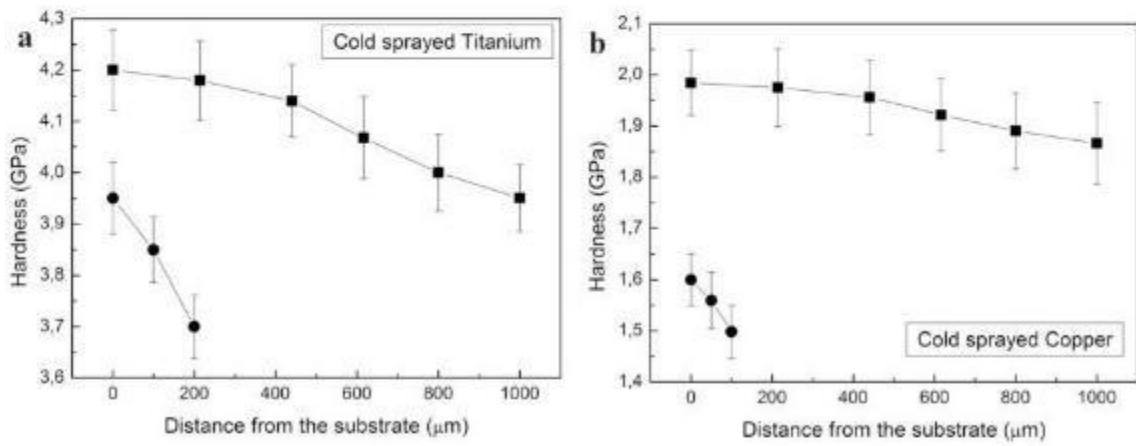 a
Cold sprayed Titanium
Hardness (GPa)
4,3
4,2
4,1
4,0
3,9
3,8
3,7
3,6
0 200 400 600 800 1000
Distance from the substrate (μm)
b
Hardness (GPa)
2,1
2,0
1,9
1,8
1,7
1,6
1,5
1,4
Cold sprayed Copper
0 200 400 600 800 1000
Distance from the substrate (μm)